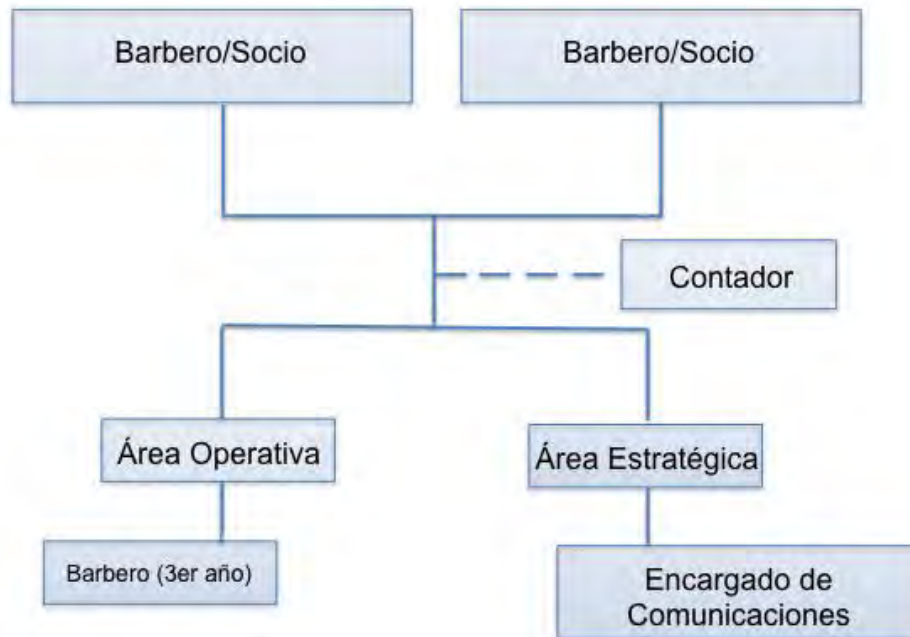 Barbero/Socio
Barbero/Socio
Contador
Área Operativa
Área Estratégica
Barbero (3er año)
Encargado de
Comunicaciones